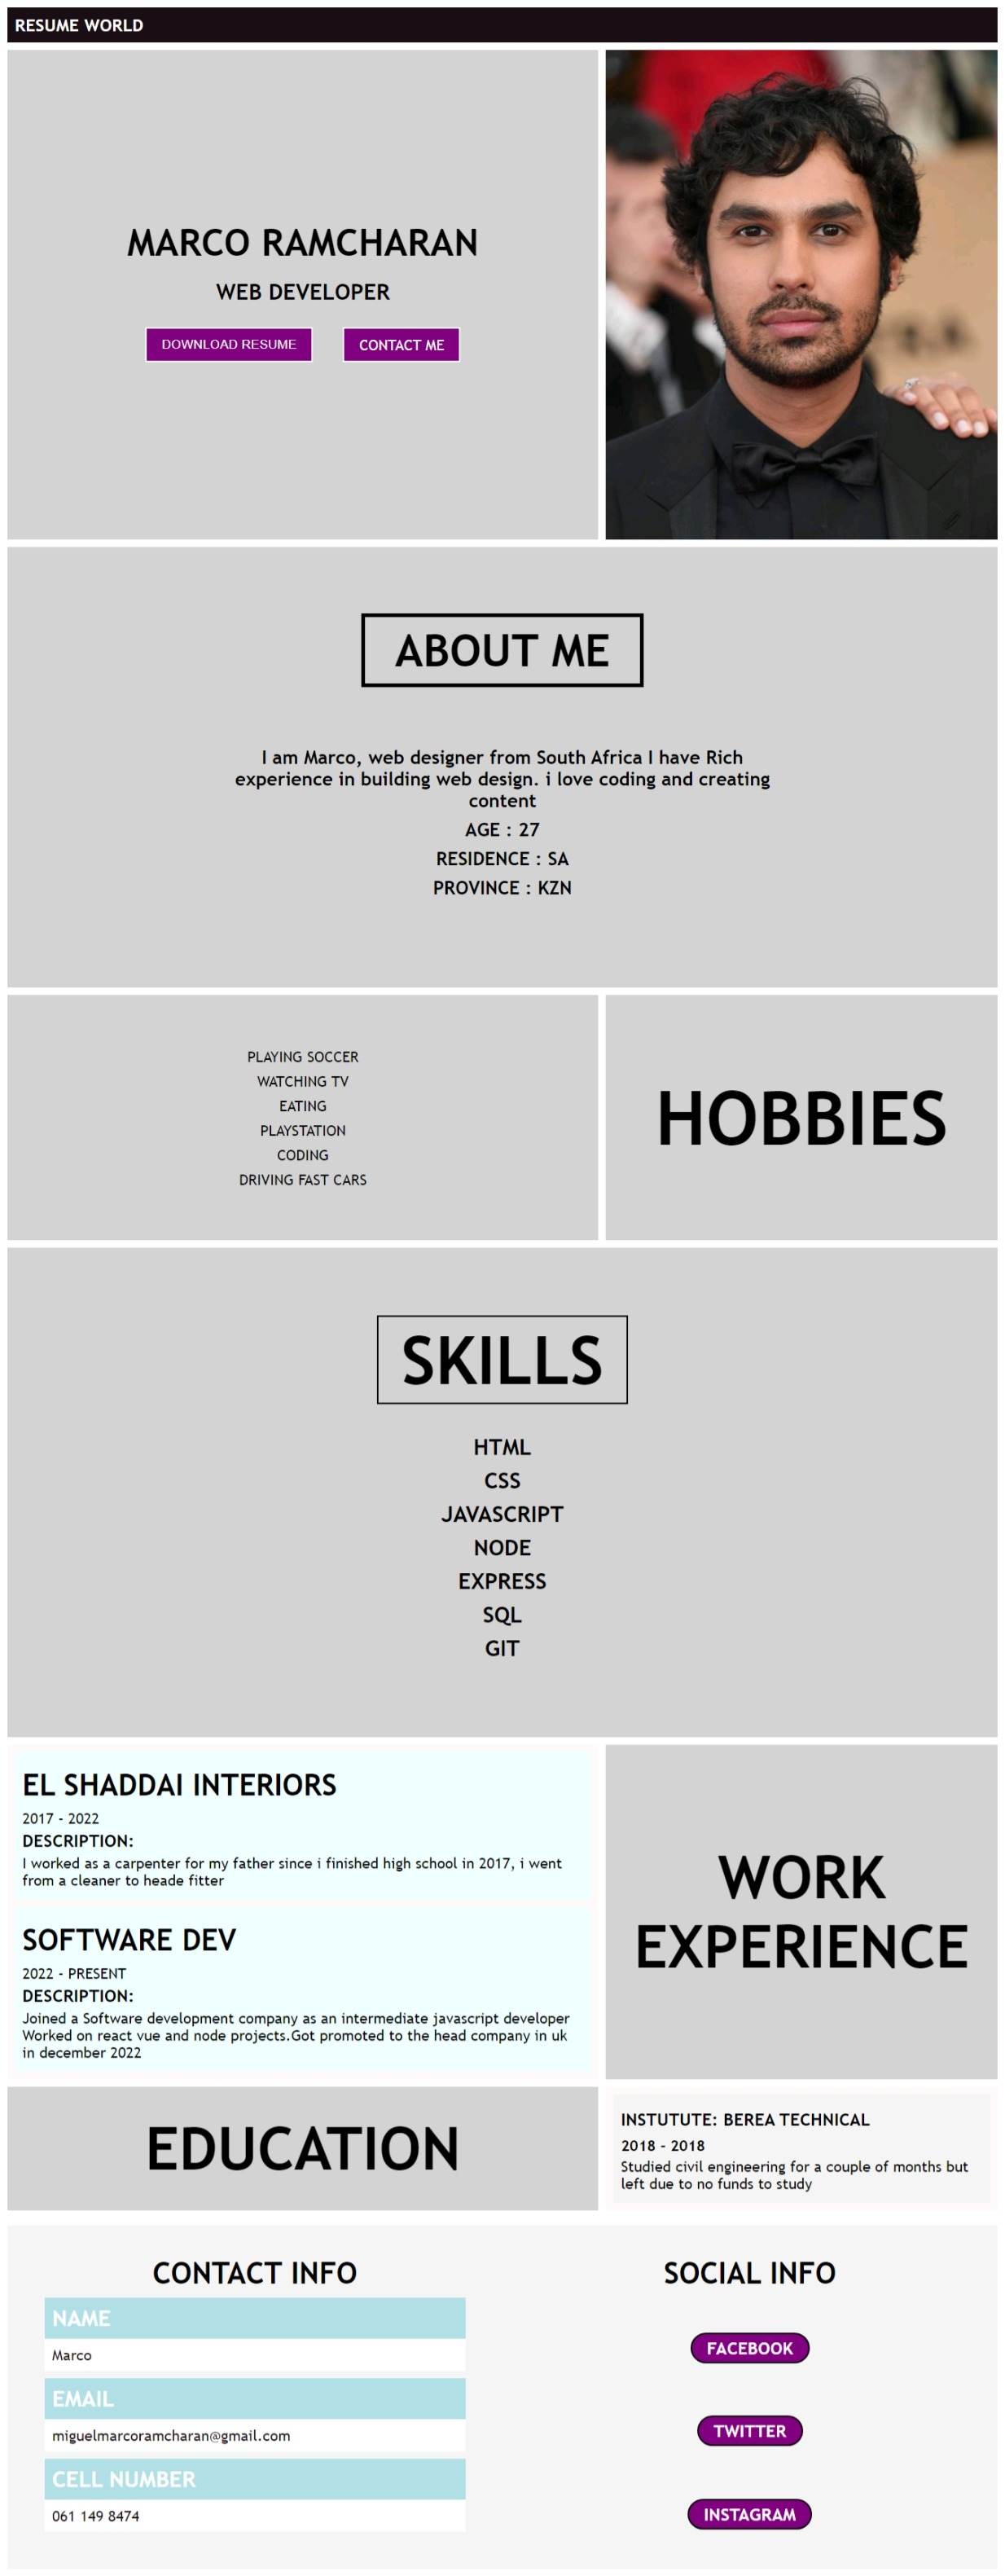 RESUME WORLD
MARCO RAMCHARAN
WEB DEVELOPER
DOWNLOAD RESUME
CONTACT ME
ABOUT ME
I am Marco, web designer from South Africa I have Rich
experience in building web design. i love coding and creating
content
AGE : 27
RESIDENCE : SA
PROVINCE : KZN
PLAYING SOCCER
WATCHING TV
EATING
PLAYSTATION
CODING
DRIVING FAST CARS
HOBBIES
SKILLS
HTML
CSS
JAVASCRIPT
NODE
EXPRESS
SQL
GIT
EL SHADDAI INTERIORS
2017 - 2022
DESCRIPTION:
I worked as a carpenter for my father since i finished high school in 2017, i went
from a cleaner to heade fitter
SOFTWARE DEV
2022 - PRESENT
DESCRIPTION:
Joined a Software development company as an intermediate javascript developer
Worked on react vue and node projects.Got promoted to the head company in uk
in december 2022
WORK
EXPERIENCE
EDUCATION
INSTUTUTE: BEREA TECHNICAL
2018 - 2018
Studied civil engineering for a couple of months but
left due to no funds to study
CONTACT INFO
NAME
Marco
EMAIL
miguelmarcoramcharan@gmail.com
CELL NUMBER
061 149 8474
SOCIAL INFO
FACEBOOK
TWITTER
INSTAGRAM